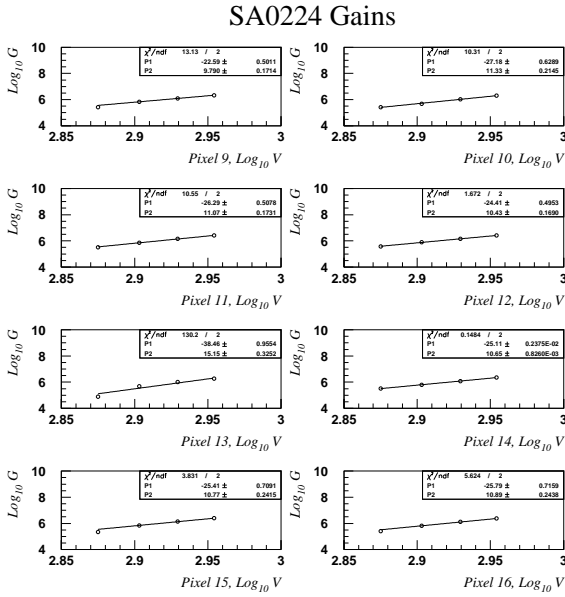 SA0224 Gains
Log10 G
10
8
6
4
2.85 2.9 2.95 3
χ²/ndf 13.13 / 2
P1 -22.59 ± 0.5011
P2 9.790 ± 0.1714
Pixel 9, Log10 V
Log10 G
10
8
6
4
2.85 2.9 2.95 3
χ²/ndf 10.31 / 2
P1 -27.18 ± 0.6289
P2 11.33 ± 0.2145
Pixel 10, Log10 V
Log10 G
10
8
6
4
2.85 2.9 2.95 3
χ²/ndf 10.55 / 2
P1 -26.29 ± 0.5078
P2 11.07 ± 0.1731
Pixel 11, Log10 V
Log10 G
10
8
6
4
2.85 2.9 2.95 3
χ²/ndf 1.672 / 2
P1 -24.41 ± 0.4953
P2 10.43 ± 0.1690
Pixel 12, Log10 V
Log10 G
10
8
6
4
2.85 2.9 2.95 3
χ²/ndf 130.2 / 2
P1 -38.46 ± 0.9554
P2 15.15 ± 0.3252
Pixel 13, Log10 V
Log10 G
10
8
6
4
2.85 2.9 2.95 3
χ²/ndf 0.1484 / 2
P1 -25.11 ± 0.2375E-02
P2 10.65 ± 0.8260E-03
Pixel 14, Log10 V
Log10 G
10
8
6
4
2.85 2.9 2.95 3
χ²/ndf 3.831 / 2
P1 -25.41 ± 0.7091
P2 10.77 ± 0.2415
Pixel 15, Log10 V
Log10 G
10
8
6
4
2.85 2.9 2.95 3
χ²/ndf 5.624 / 2
P1 -25.79 ± 0.7159
P2 10.89 ± 0.2438
Pixel 16, Log10 V